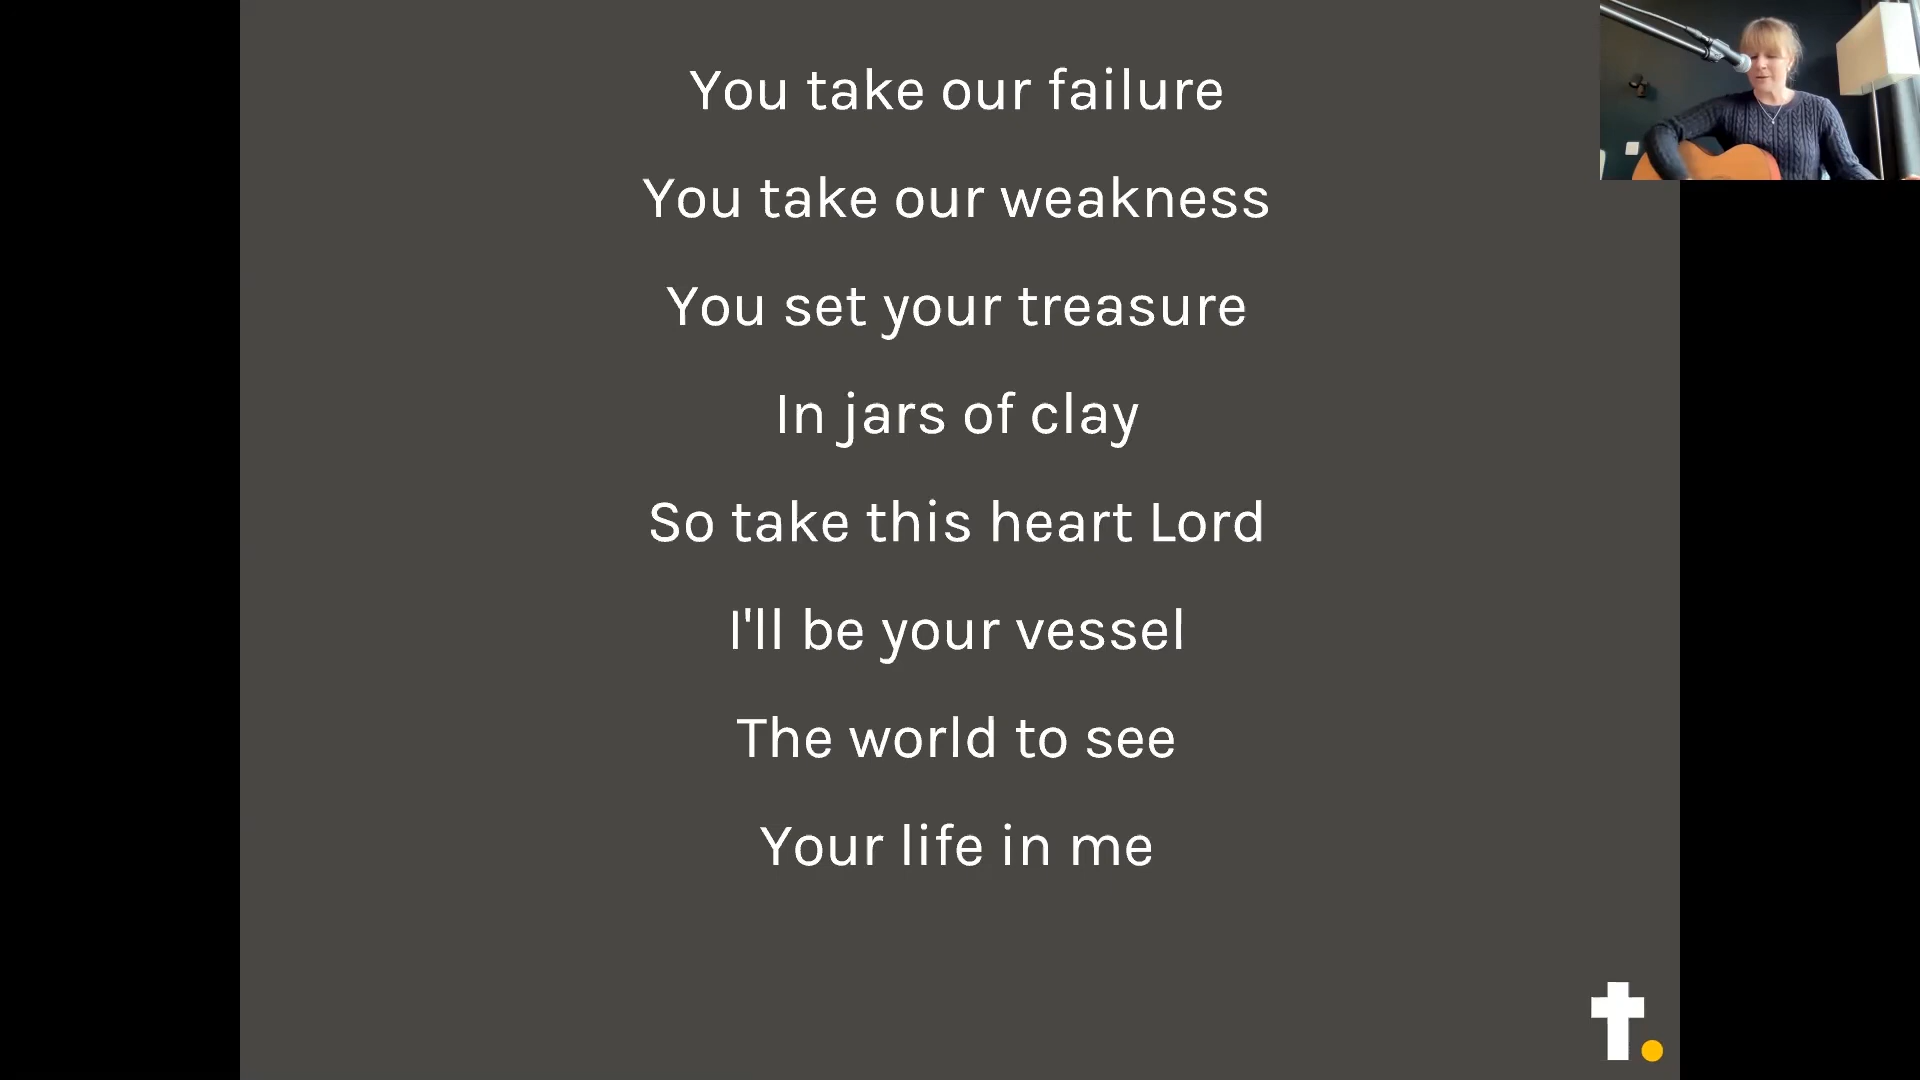 You take our failure
You take our weakness
You set your treasure
In jars of clay
So take this heart Lord
I'll be your vessel
The world to see
Your life in me
t.